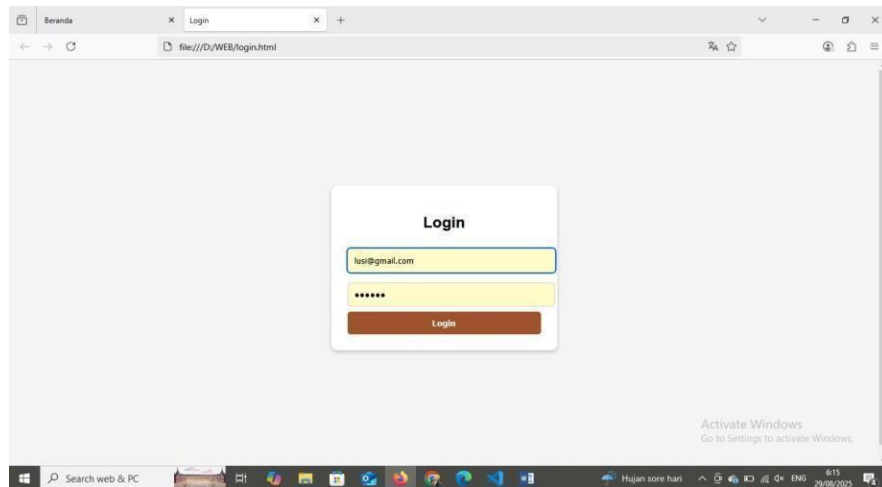 Beranda
Login
file:///D:/WEB/login.html
Login
lusi@gmail.com
••••••
Login
Activate Windows
Go to Settings to activate Windows.
Search web & PC
Hujan sore hari
ENG
6:15
29/08/2025